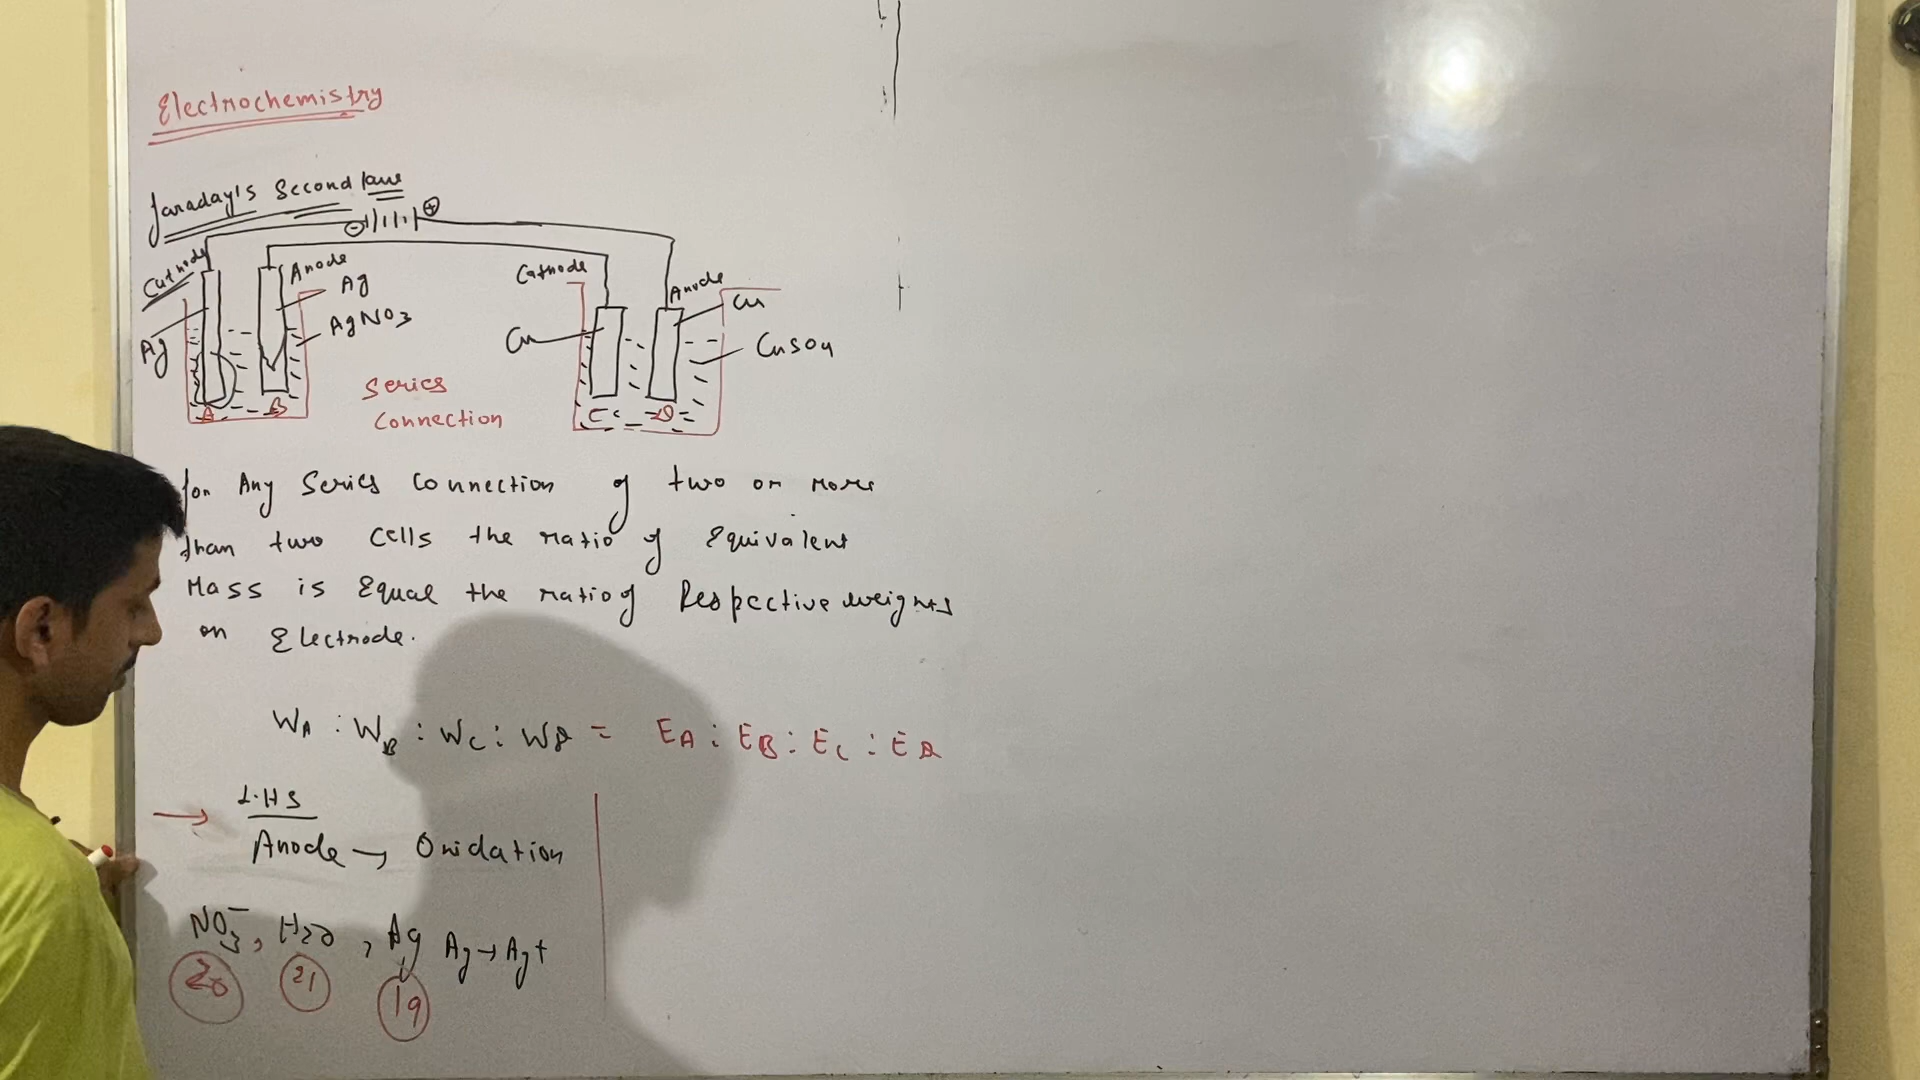 Electrochemistry
Faraday's Second law
⊖ ⊕
Cathode
Anode
Ag
AgNO3
Ag
A B
Series
Connection
Cathode
Anode
Cu
Cu
CuSO4
C D
for Any Series Connection of two or more
than two Cells the ratio of Equivalent
Mass is Equal the ratio of Respective weights
on Electrode.
WA : WB : WC : WD = EA : EB : EC : ED
→ L.H.S
Anode → Oxidation
NO3-, H2O, Ag Ag → Ag+
20 21 19